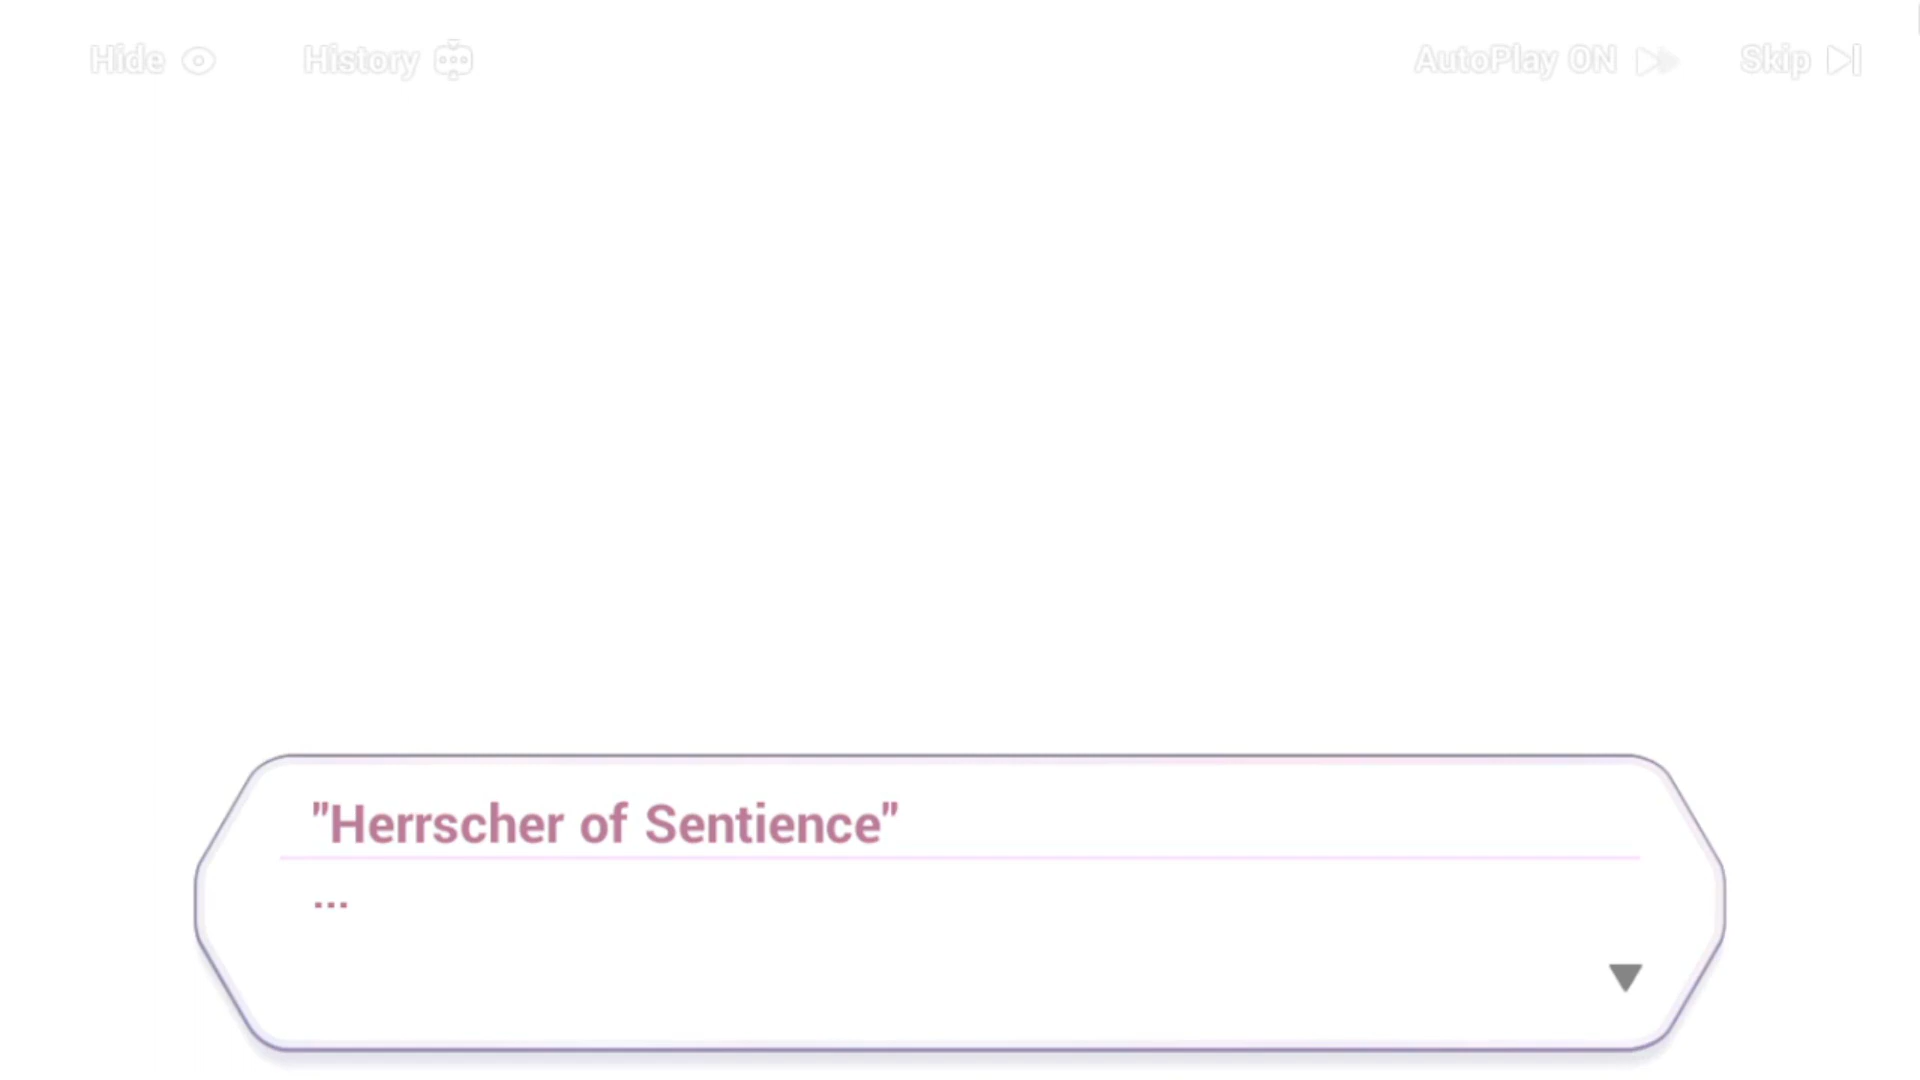 Hide History AutoPlay ON Skip
"Herrscher of Sentience"
...